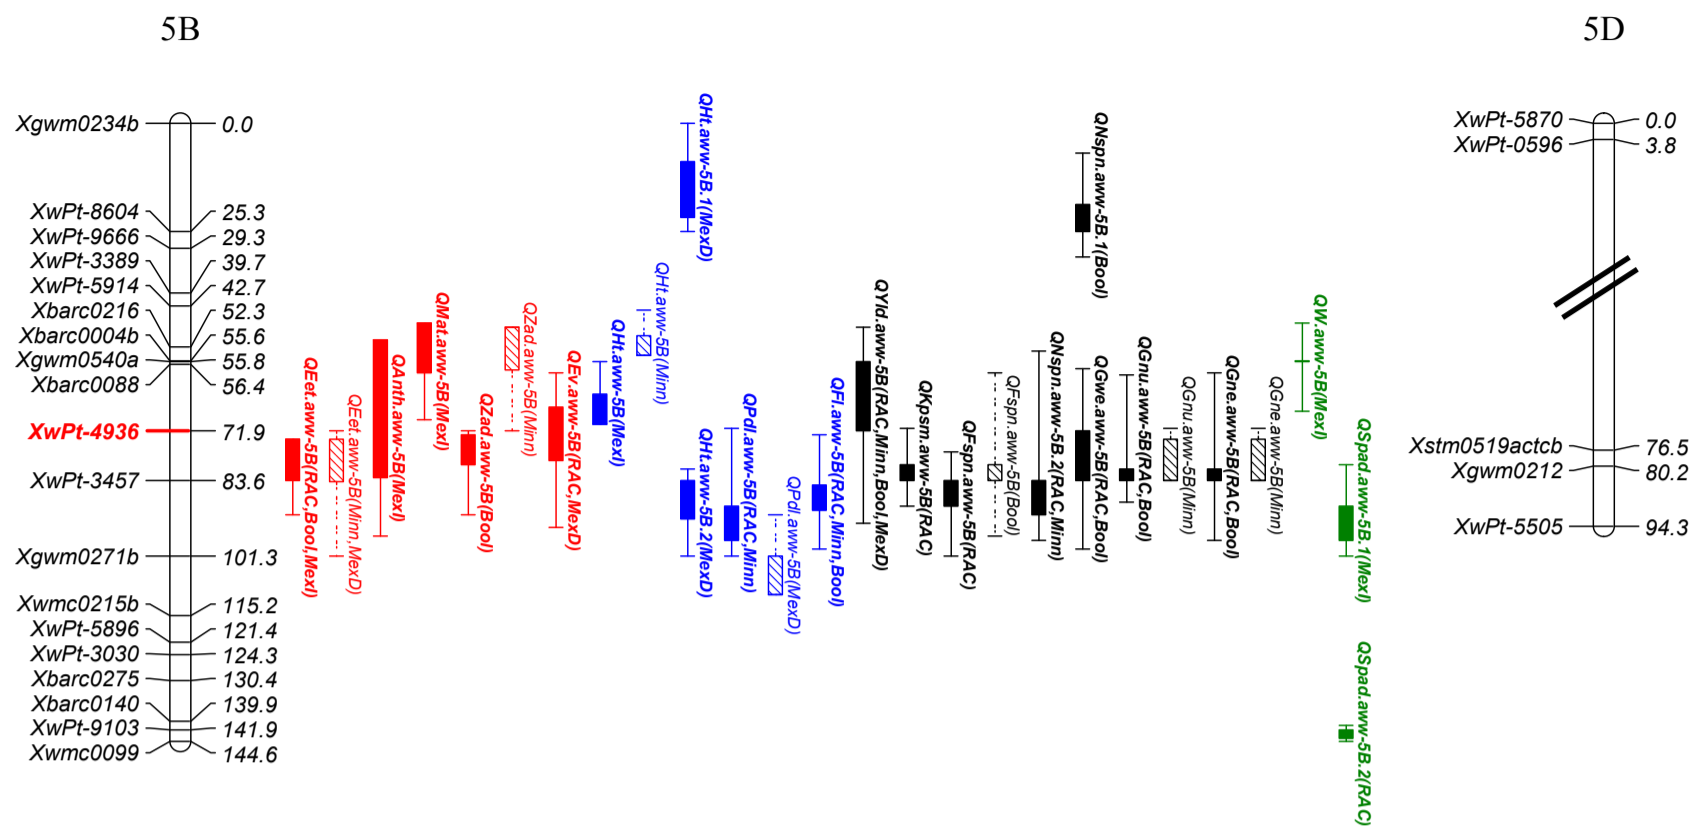 5B
5D
Xgwm0234b 0.0
XwPt-8604 25.3
XwPt-9666 29.3
XwPt-3389 39.7
XwPt-5914 42.7
Xbarc0216 52.3
Xbarc0004b 55.6
Xgwm0540a 55.8
Xbarc0088 56.4
XwPt-4936 71.9
XwPt-3457 83.6
Xgwm0271b 101.3
Xwmc0215b 115.2
XwPt-5896 121.4
XwPt-3030 124.3
Xbarc0275 130.4
Xbarc0140 139.9
XwPt-9103 141.9
Xwmc0099 144.6
QEet.aww-5B(RAC,Bool,MexI)
QEet.aww-5B(Minn,MexD)
QAnth.aww-5B(MexI)
QMat.aww-5B(MexI)
QZad.aww-5B(Bool)
QZad.aww-5B(Minn)
QEv.aww-5B(RAC,MexD)
QHt.aww-5B(MexI)
QHt.aww-5B(Minn)
QHt.aww-5B.1(MexD)
QHt.aww-5B.2(MexD)
QPdl.aww-5B(RAC,Minn)
QPdl.aww-5B(MexD)
QFl.aww-5B(RAC,Minn,Bool)
QYld.aww-5B(RAC,Minn,Bool,MexD)
QKpsm.aww-5B(RAC)
QFspn.aww-5B(RAC)
QFspn.aww-5B(Bool)
QNspn.aww-5B.2(RAC,Minn)
QNspn.aww-5B.1(Bool)
QGwe.aww-5B(RAC,Bool)
QGnu.aww-5B(RAC,Bool)
QGnu.aww-5B(Minn)
QGne.aww-5B(RAC,Bool)
QGne.aww-5B(Minn)
QW.aww-5B(MexI)
QSpad.aww-5B.1(MexI)
QSpad.aww-5B.2(RAC)
XwPt-5870 0.0
XwPt-0596 3.8
Xstm0519actcb 76.5
Xgwm0212 80.2
XwPt-5505 94.3